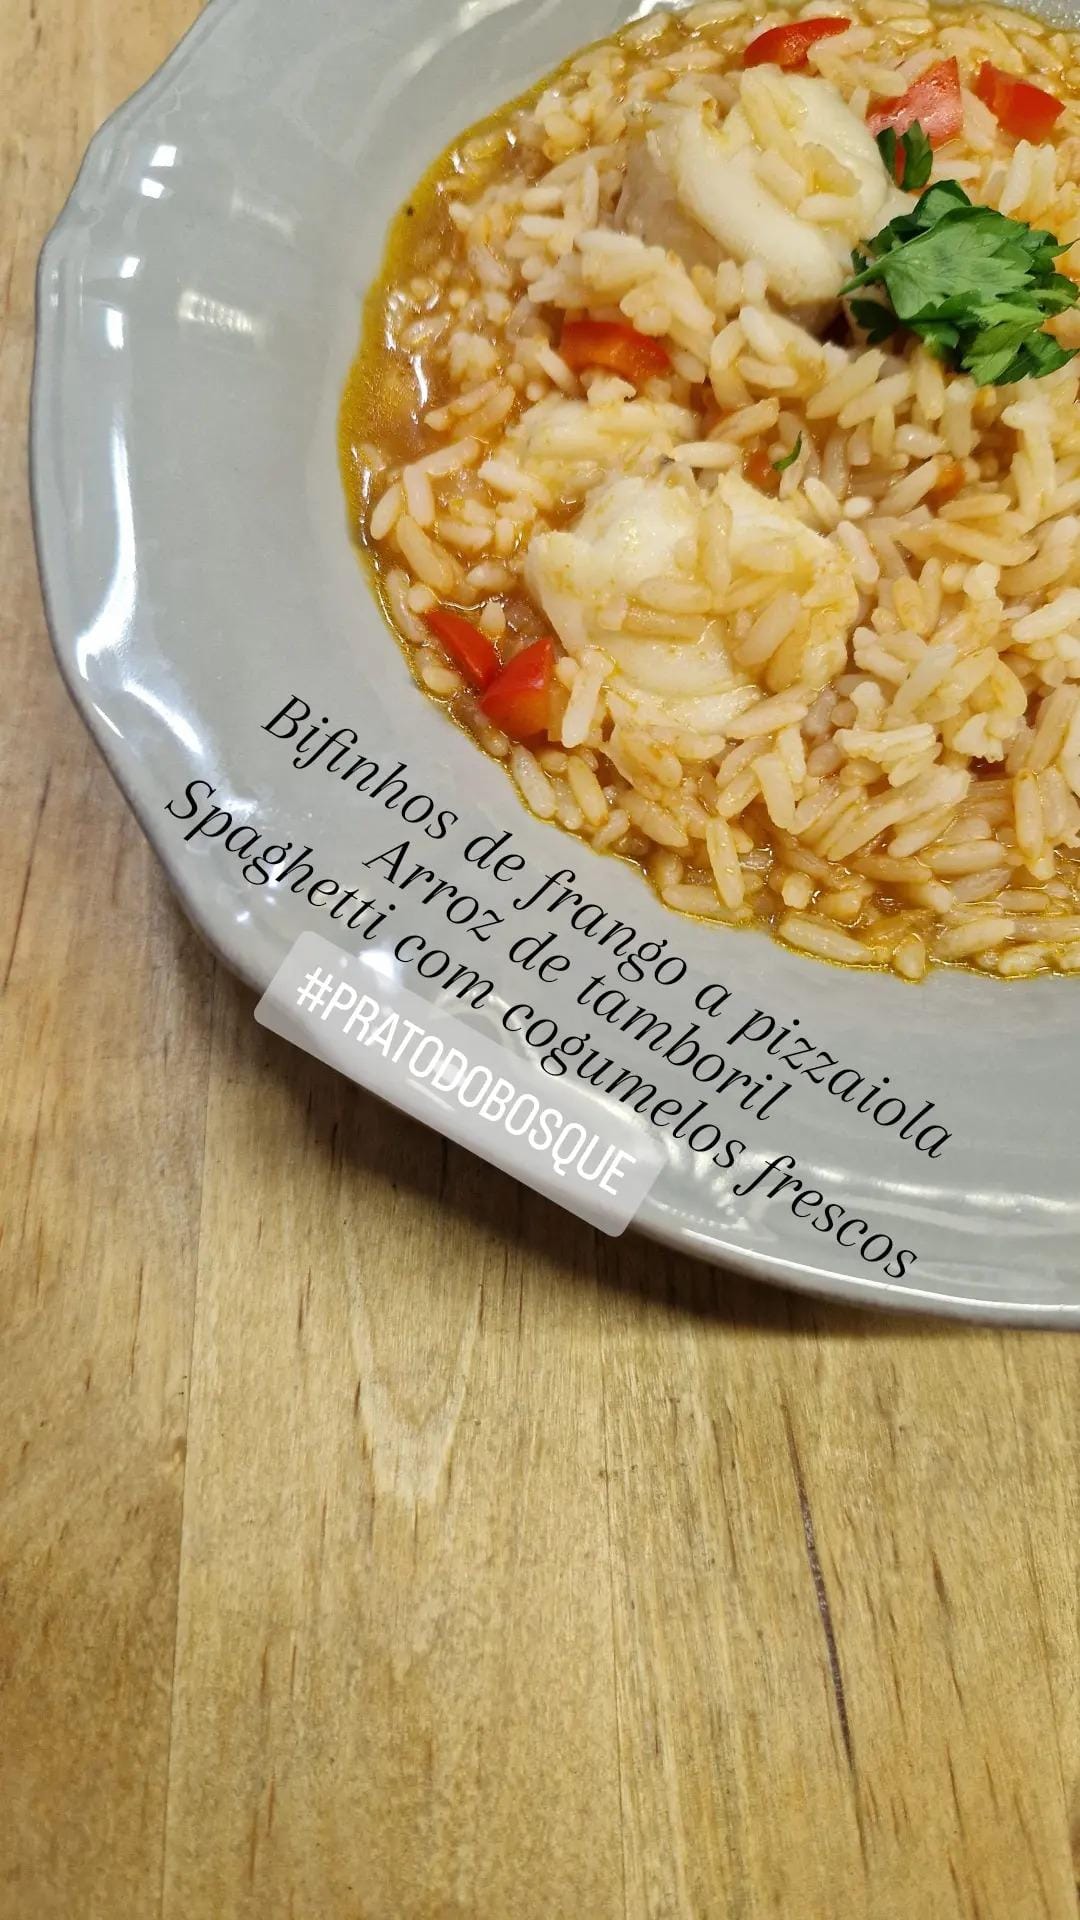 Bifinhos de frango a pizzaiola
Arroz de tamboril
Spaghetti com cogumelos frescos
#PRATODOBOSQUE